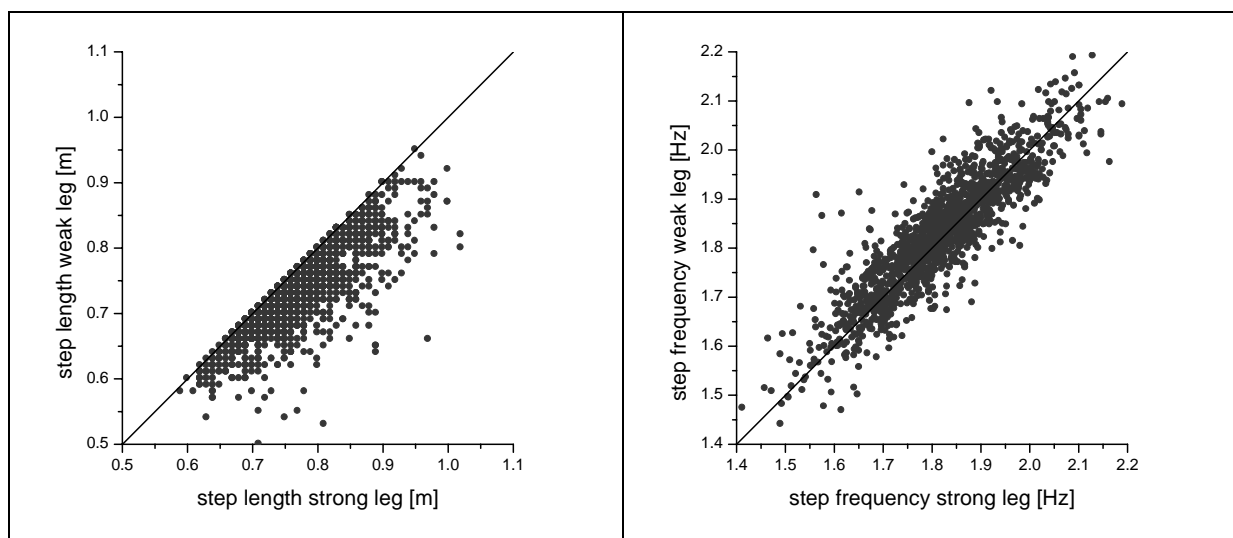 1.1
1.0
0.9
0.8
0.7
0.6
0.5
step length weak leg [m]
0.5 0.6 0.7 0.8 0.9 1.0 1.1
step length strong leg [m]
2.2
2.1
2.0
1.9
1.8
1.7
1.6
1.5
1.4
step frequency weak leg [Hz]
1.4 1.5 1.6 1.7 1.8 1.9 2.0 2.1 2.2
step frequency strong leg [Hz]